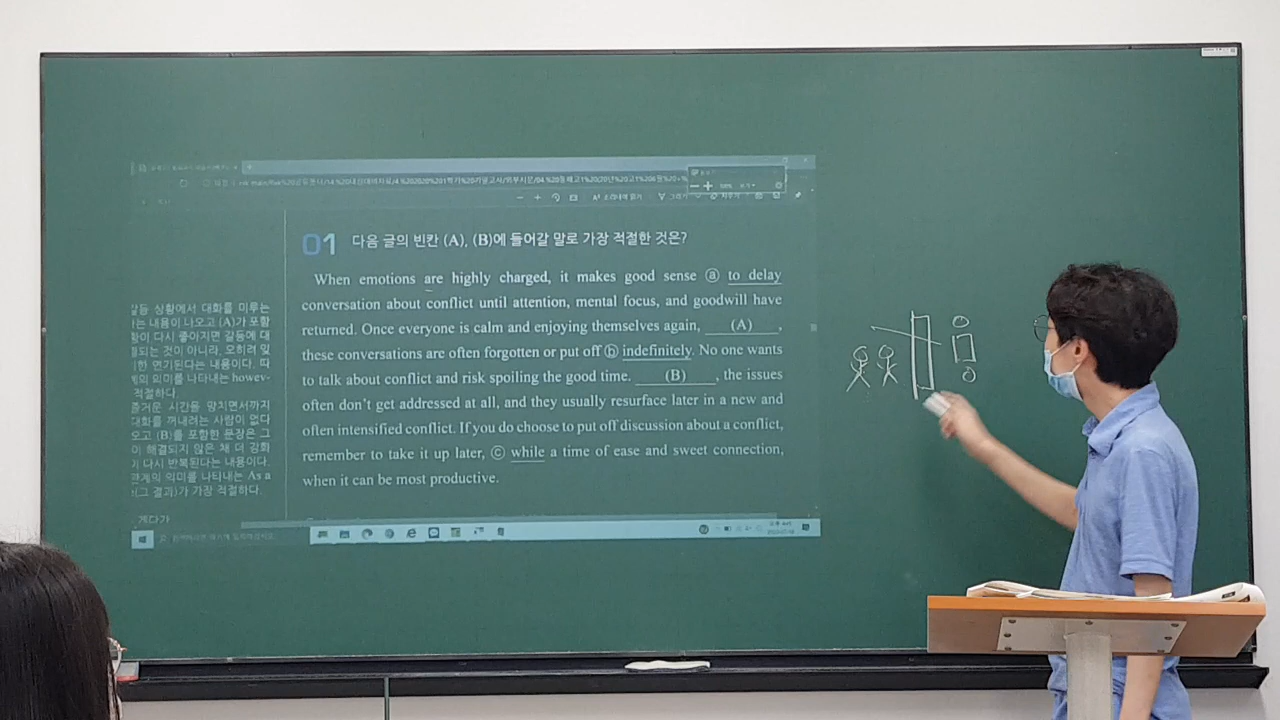 01 다음 글의 빈칸 (A), (B)에 들어갈 말로 가장 적절한 것은?
When emotions are highly charged, it makes good sense ⓐ to delay
conversation about conflict until attention, mental focus, and goodwill have
returned. Once everyone is calm and enjoying themselves again, (A) ,
these conversations are often forgotten or put off ⓑ indefinitely. No one wants
to talk about conflict and risk spoiling the good time. (B) , the issues
often don't get addressed at all, and they usually resurface later in a new and
often intensified conflict. If you do choose to put off discussion about a conflict,
remember to take it up later, ⓒ while a time of ease and sweet connection,
when it can be most productive.
갈등 상황에서 대화를 미루는
는 내용이 나오고 (A)가 포함
황이 다시 좋아지면 갈등에 대
되는 것이 아니라, 오히려 잊
한 연기된다는 내용이다. 따
의 의미를 나타내는 howev-
적절하다.
즐거운 시간을 망치면서까지
대화를 꺼내려는 사람이 없다
오고 (B)를 포함한 문장은 그
이 해결되지 않은 채 더 강화
다시 반복된다는 내용이다.
관계의 의미를 나타내는 As a
(그 결과)가 가장 적절하다.
게다가